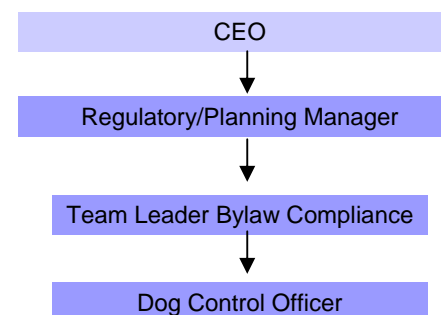 CEO
Regulatory/Planning Manager
Team Leader Bylaw Compliance
Dog Control Officer